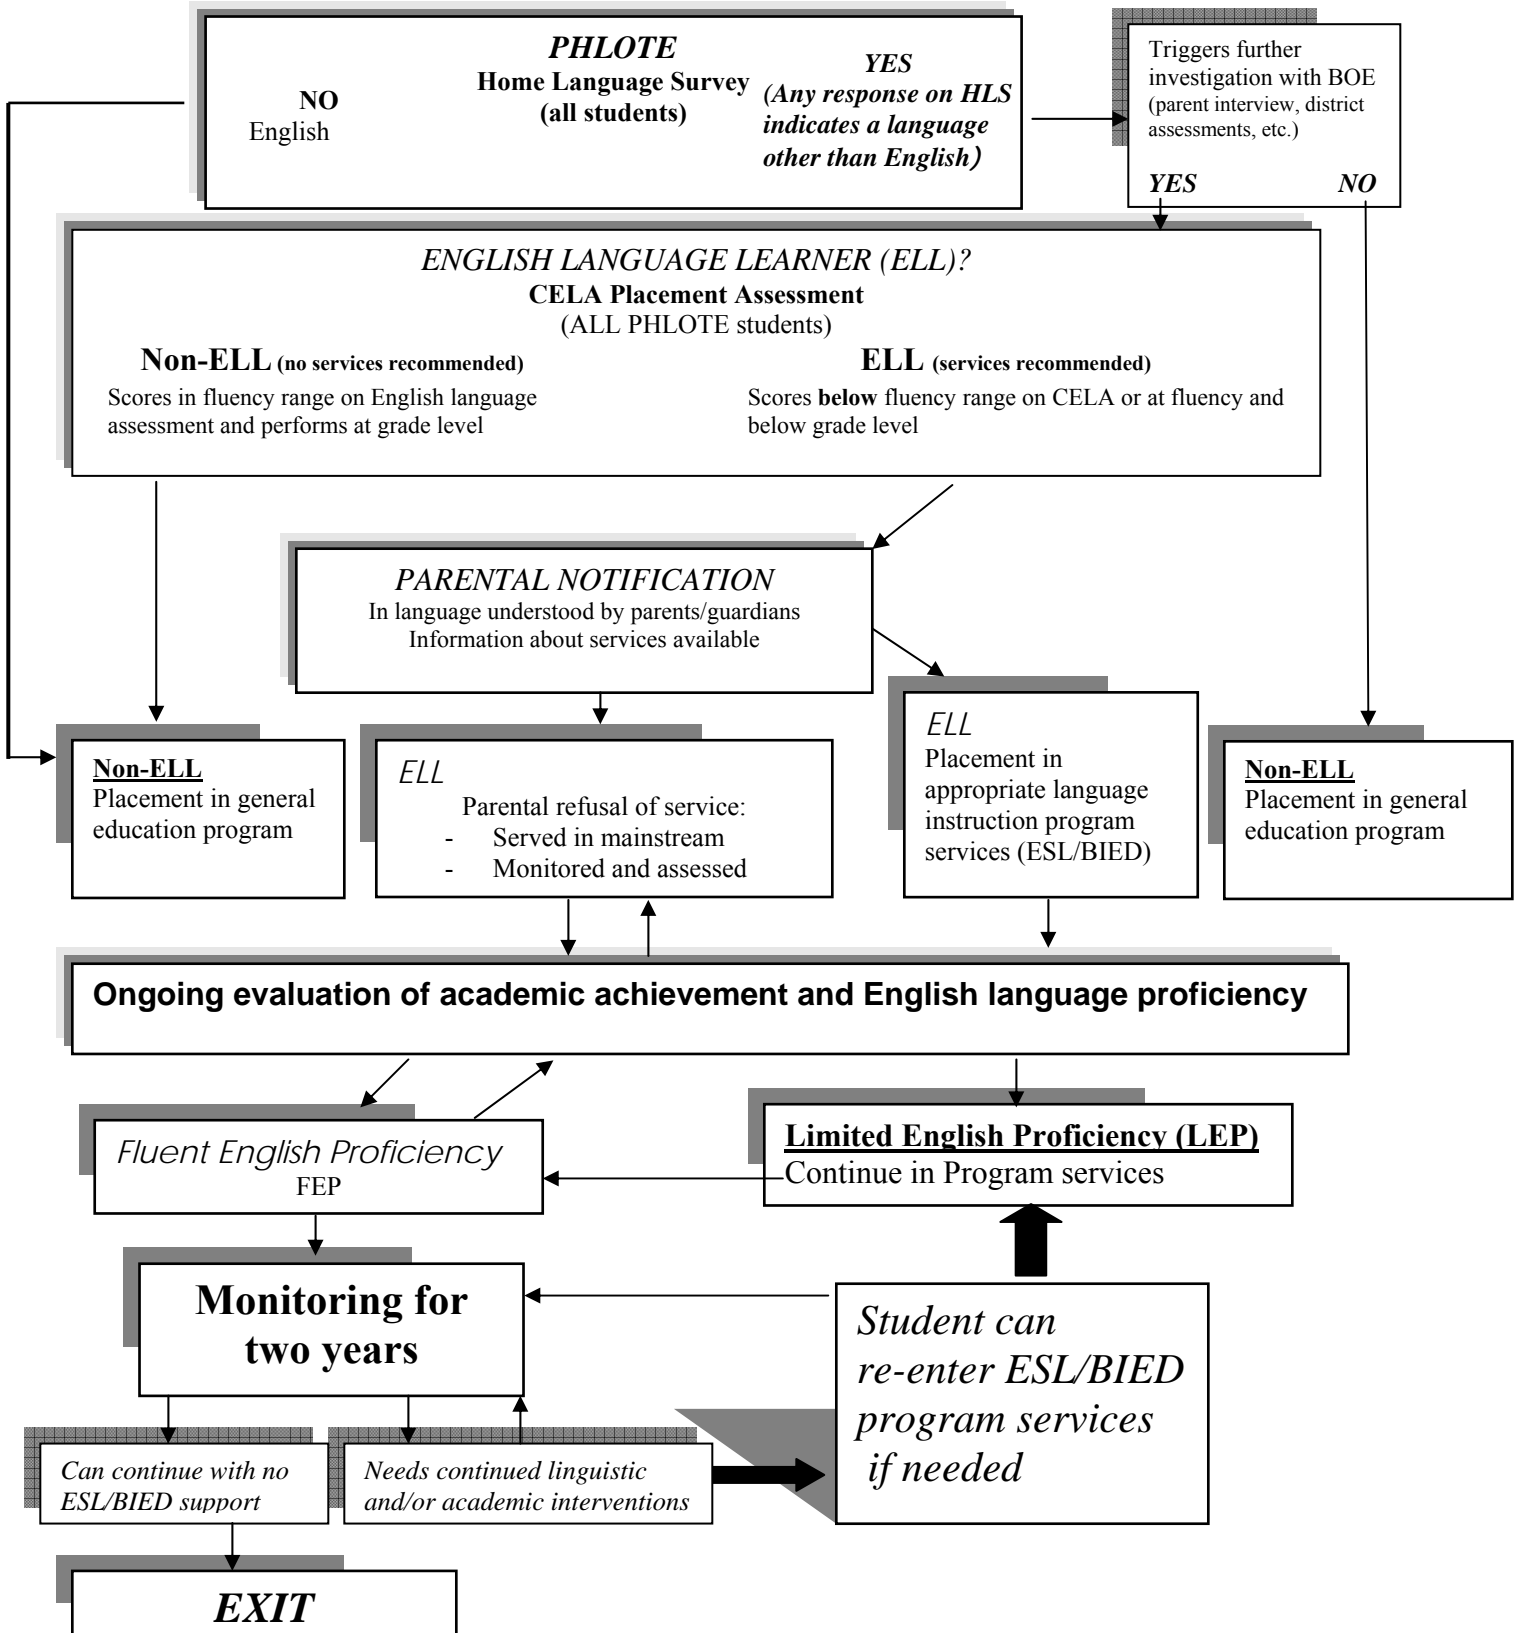 PHLOTE
Home Language Survey
(all students)
NO
English
YES
(Any response on HLS
indicates a language
other than English)
Triggers further
investigation with BOE
(parent interview, district
assessments, etc.)
YES NO
ENGLISH LANGUAGE LEARNER (ELL)?
CELA Placement Assessment
(ALL PHLOTE students)
Non-ELL (no services recommended)
Scores in fluency range on English language
assessment and performs at grade level
ELL (services recommended)
Scores below fluency range on CELA or at fluency and
below grade level
PARENTAL NOTIFICATION
In language understood by parents/guardians
Information about services available
Non-ELL
Placement in general
education program
ELL
Parental refusal of service:
- Served in mainstream
- Monitored and assessed
ELL
Placement in
appropriate language
instruction program
services (ESL/BIED)
Non-ELL
Placement in general
education program
Ongoing evaluation of academic achievement and English language proficiency
Fluent English Proficiency
FEP
Limited English Proficiency (LEP)
Continue in Program services
Monitoring for
two years
Student can
re-enter ESL/BIED
program services
if needed
Can continue with no
ESL/BIED support
Needs continued linguistic
and/or academic interventions
EXIT